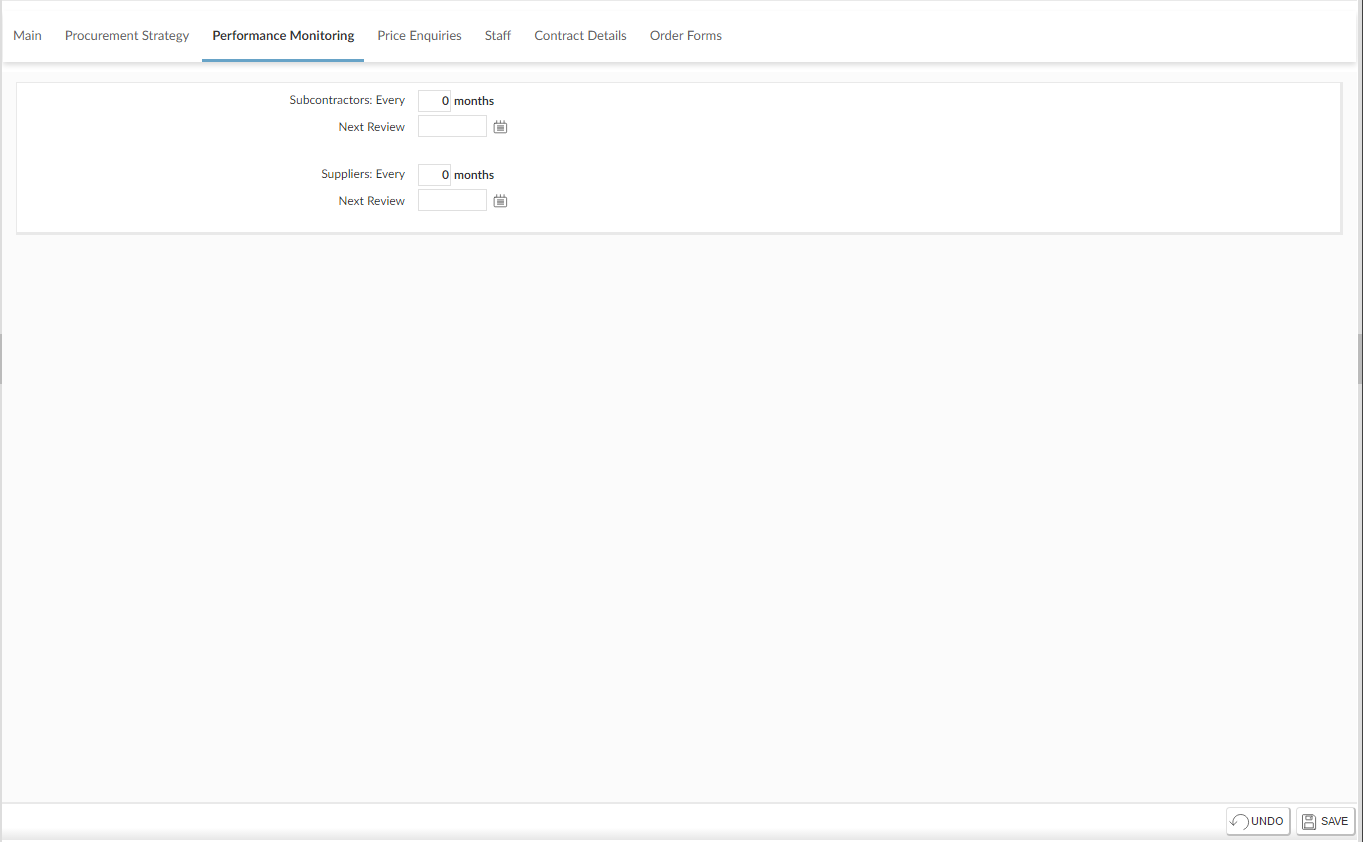 Main Procurement Strategy Performance Monitoring Price Enquiries Staff Contract Details Order Forms
Subcontractors: Every 0 months
Next Review
Suppliers: Every 0 months
Next Review
UNDO SAVE